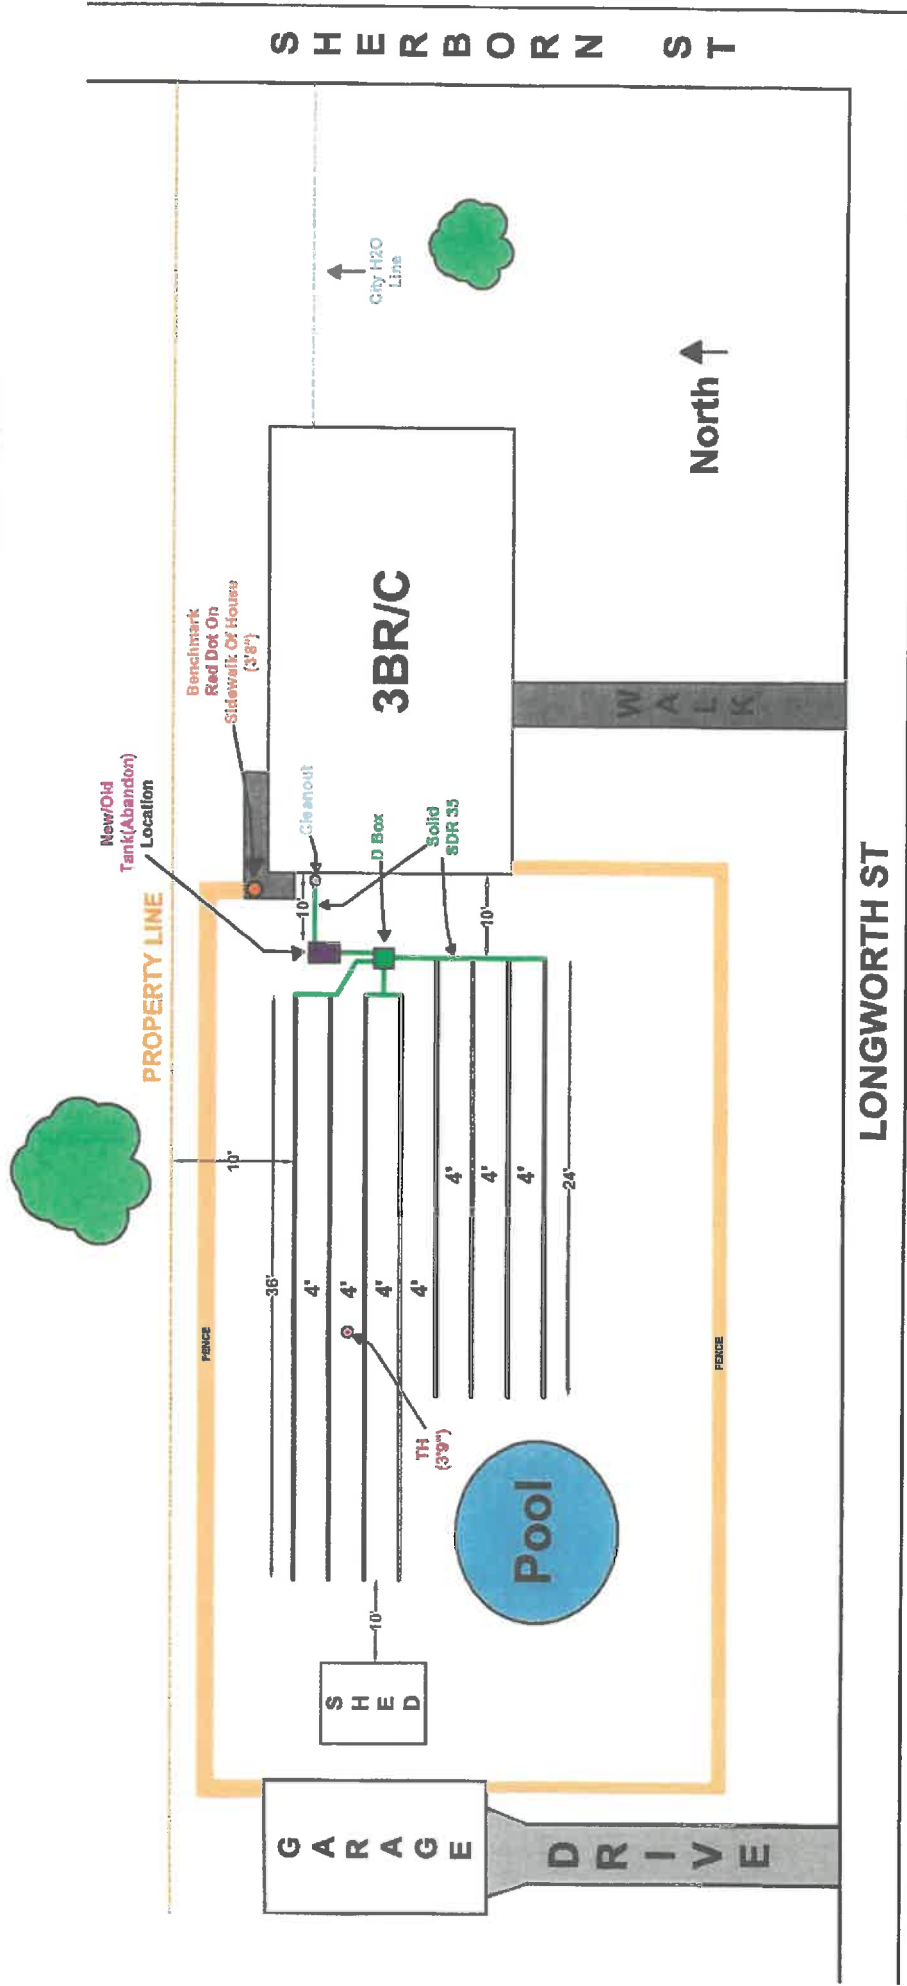 SHERBORN ST
City H2O
Line
North
Benchmark
Red Dot On
Sidewalk Of House
(3'8")
3BR/C
WALK
New/Old
Tank(Abandon)
Location
Cleanout
D Box
Solid
SDR 35
10'
10'
PROPERTY LINE
LONGWORTH ST
10'
36'
4'
4'
4'
4'
4'
4'
4'
24'
FENCE
FENCE
TH
(3'9")
Pool
10'
SHED
GARAGE
DRIVE